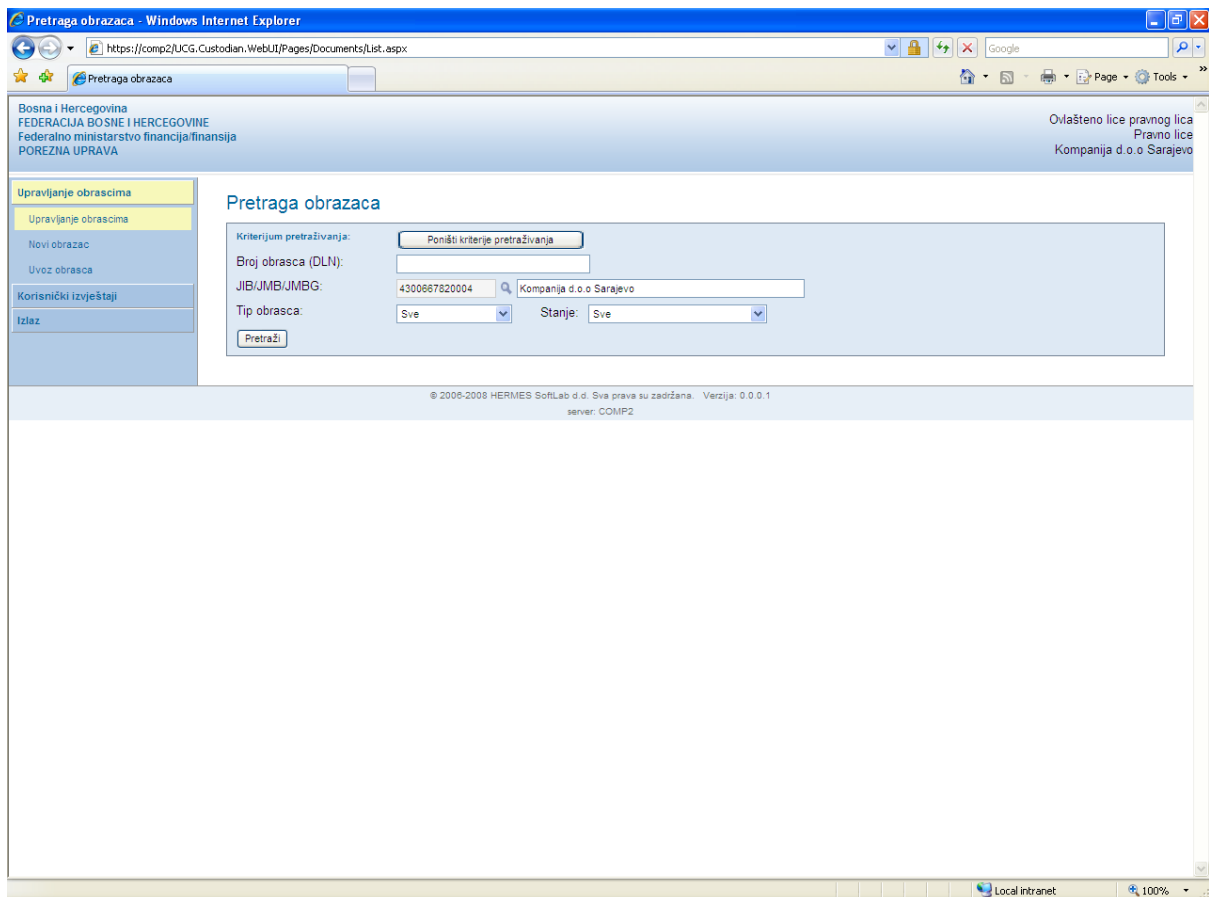 Pretraga obrazaca - Windows Internet Explorer
https://comp2/UCG.Custodian.WebUI/Pages/Documents/List.aspx
Google
Pretraga obrazaca
Page
Tools
Bosna i Hercegovina
FEDERACIJA BOSNE I HERCEGOVINE
Federalno ministarstvo financija/finansija
POREZNA UPRAVA
Ovlašteno lice pravnog lica
Pravno lice
Kompanija d.o.o Sarajevo
Upravljanje obrascima
Upravljanje obrascima
Novi obrazac
Uvoz obrasca
Korisnički izvještaji
Izlaz
Pretraga obrazaca
Kriterijum pretraživanja: Poništi kriterije pretraživanja
Broj obrasca (DLN):
JIB/JMB/JMBG: 4300667820004 Kompanija d.o.o Sarajevo
Tip obrasca: Sve Stanje: Sve
Pretraži
© 2006-2008 HERMES SoftLab d.d. Sva prava su zadržana. Verzija: 0.0.0.1
server: COMP2
Local intranet 100%